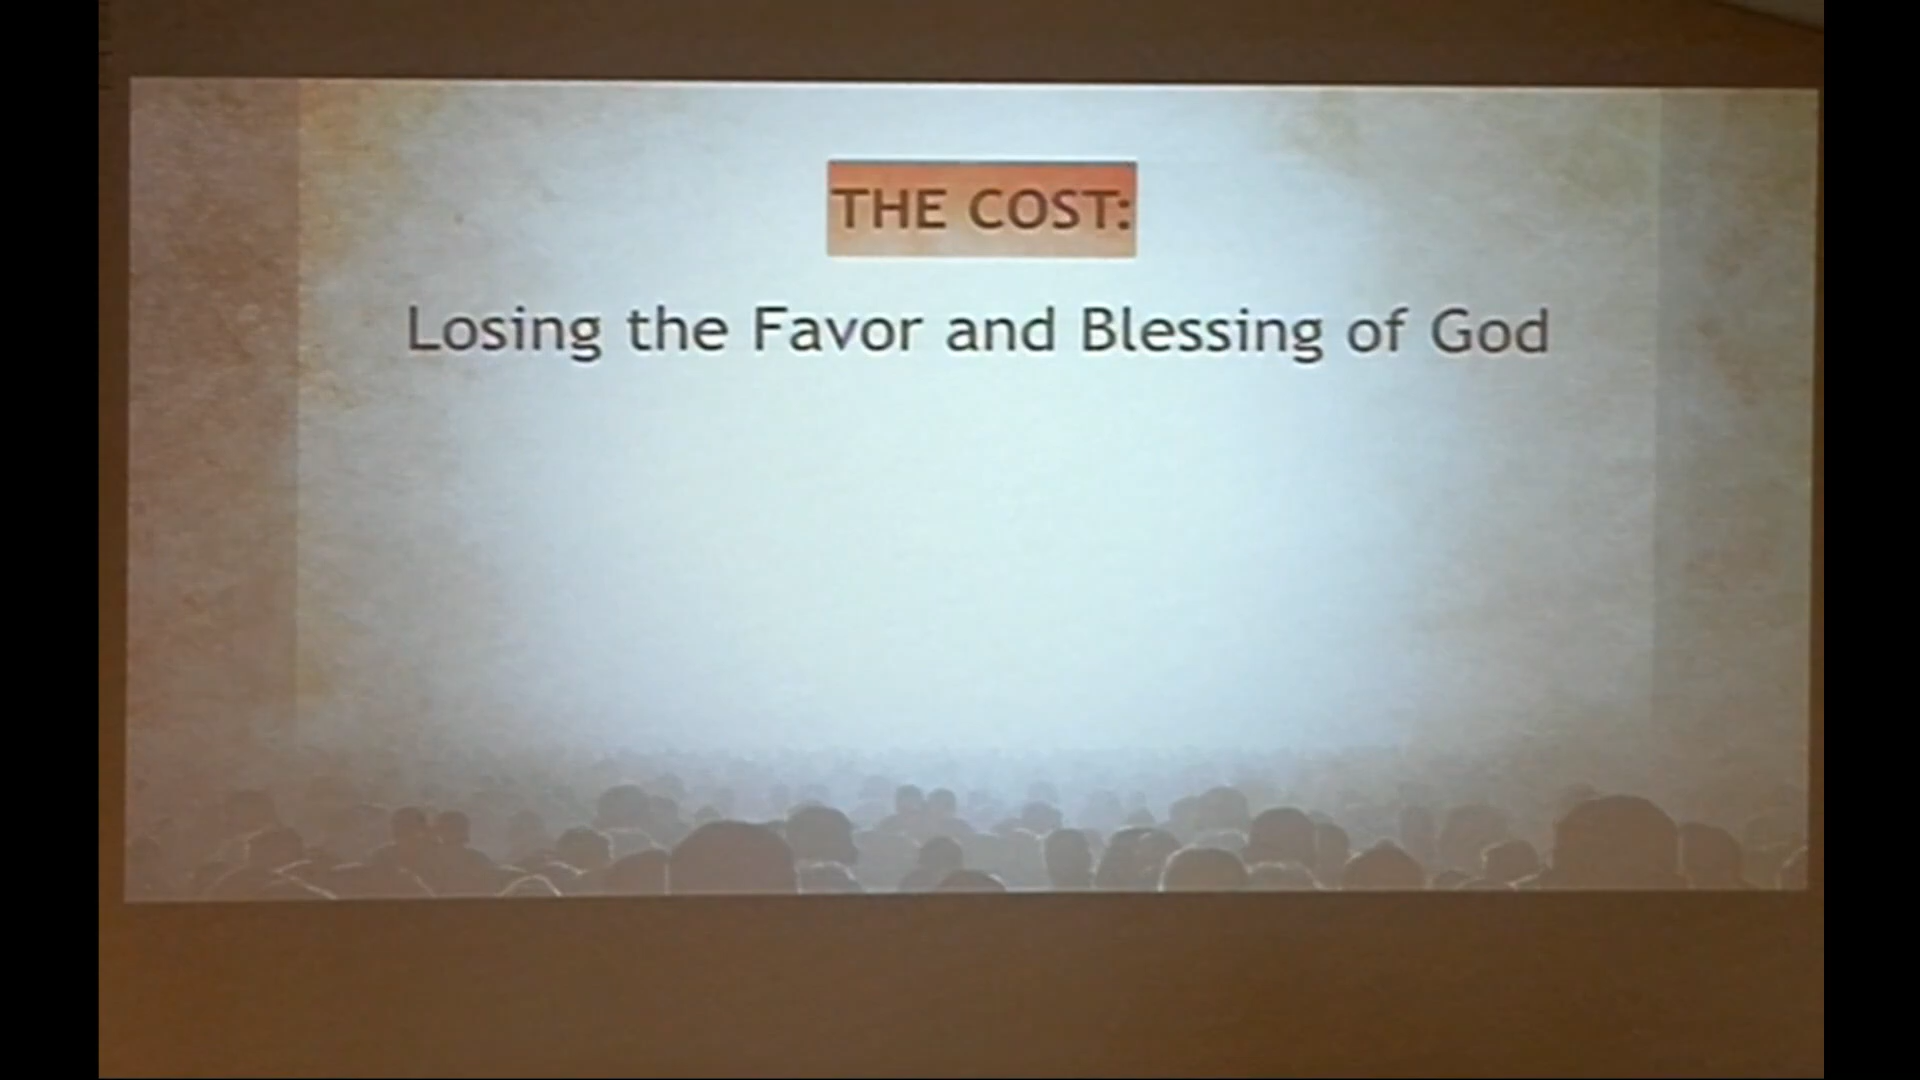 THE COST:
Losing the Favor and Blessing of God